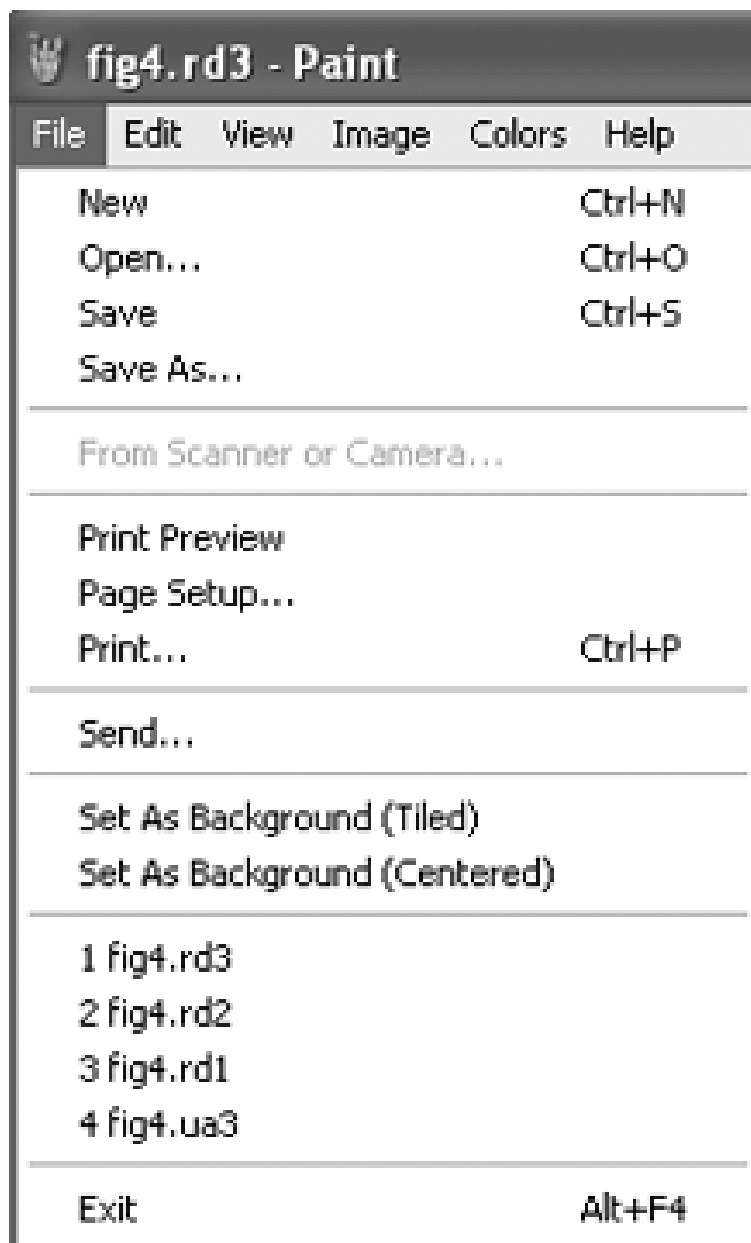 fig4.rd3 - Paint
File Edit View Image Colors Help
New Ctrl+N
Open... Ctrl+O
Save Ctrl+S
Save As...
From Scanner or Camera...
Print Preview
Page Setup...
Print... Ctrl+P
Send...
Set As Background (Tiled)
Set As Background (Centered)
1 fig4.rd3
2 fig4.rd2
3 fig4.rd1
4 fig4.ua3
Exit Alt+F4